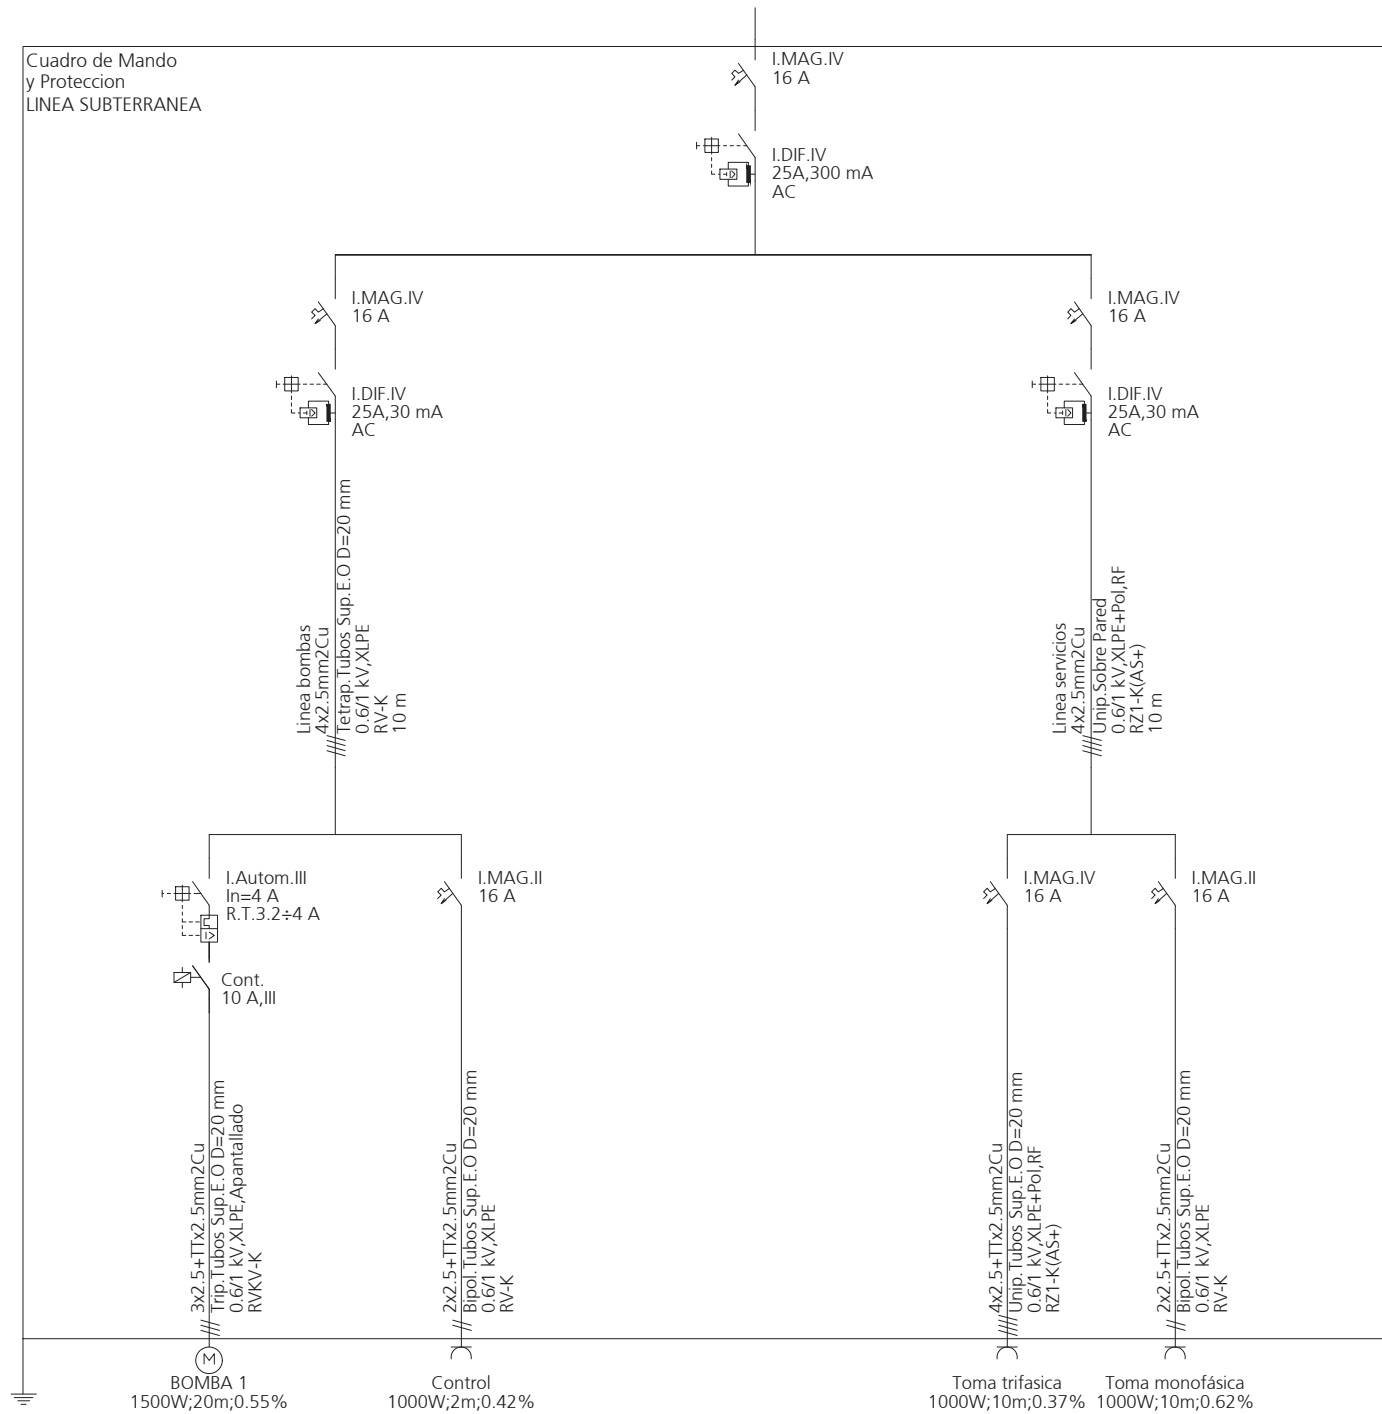 Cuadro de Mando
y Proteccion
LINEA SUBTERRANEA
I.MAG.IV
16 A
I.DIF.IV
25A,300 mA
AC
I.MAG.IV
16 A
I.DIF.IV
25A,30 mA
AC
I.MAG.IV
16 A
I.DIF.IV
25A,30 mA
AC
Linea bombas
4x2.5mm2Cu
Tetrap.Tubos Sup.E.O D=20 mm
0.6/1 kV,XLPE
RV-K
10 m
Linea servicios
4x2.5mm2Cu
Unip.Sobre Pared
0.6/1 kV,XLPE+Pol,RF
RZ1-K(AS+)
10 m
I.Autom.III
In=4 A
R.T.3.2÷4 A
Cont.
10 A,III
I.MAG.II
16 A
I.MAG.IV
16 A
I.MAG.II
16 A
3x2.5+TTx2.5mm2Cu
Trip.Tubos Sup.E.O D=20 mm
0.6/1 kV,XLPE,Apantallado
RVKV-K
2x2.5+TTx2.5mm2Cu
Bipol.Tubos Sup.E.O D=20 mm
0.6/1 kV,XLPE
RV-K
4x2.5+TTx2.5mm2Cu
Unip.Tubos Sup.E.O D=20 mm
0.6/1 kV,XLPE+Pol,RF
RZ1-K(AS+)
2x2.5+TTx2.5mm2Cu
Bipol.Tubos Sup.E.O D=20 mm
0.6/1 kV,XLPE
RV-K
M
BOMBA 1
1500W;20m;0.55%
Control
1000W;2m;0.42%
Toma trifasica
1000W;10m;0.37%
Toma monofásica
1000W;10m;0.62%